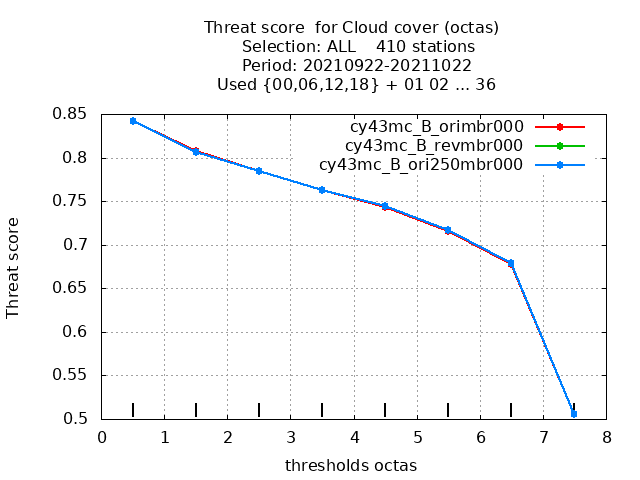 Threat score  for Cloud cover (octas)
Selection: ALL    410 stations
Period: 20210922-20211022
Used {00,06,12,18} + 01 02 ... 36
cy43mc_B_orimbr000
cy43mc_B_revmbr000
cy43mc_B_ori250mbr000
Threat score
0.85
0.8
0.75
0.7
0.65
0.6
0.55
0.5
0 1 2 3 4 5 6 7 8
thresholds octas